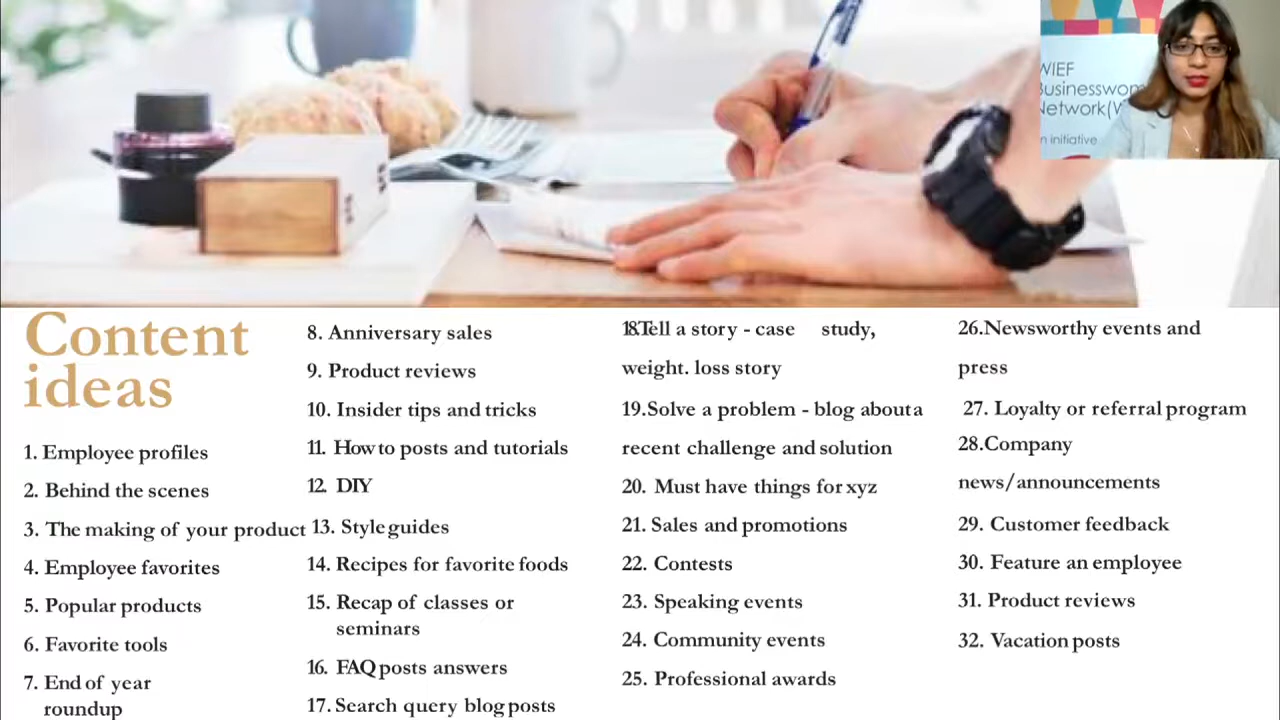 WIEF
Businesswom
Network(W
n initiative
Content
ideas
1. Employee profiles
2. Behind the scenes
3. The making of your product
4. Employee favorites
5. Popular products
6. Favorite tools
7. End of year
roundup
8. Anniversary sales
9. Product reviews
10. Insider tips and tricks
11. How to posts and tutorials
12. DIY
13. Style guides
14. Recipes for favorite foods
15. Recap of classes or
seminars
16. FAQ posts answers
17. Search query blog posts
18.Tell a story - case study,
weight. loss story
19.Solve a problem - blog about a
recent challenge and solution
20. Must have things for xyz
21. Sales and promotions
22. Contests
23. Speaking events
24. Community events
25. Professional awards
26.Newsworthy events and
press
27. Loyalty or referral program
28.Company
news/announcements
29. Customer feedback
30. Feature an employee
31. Product reviews
32. Vacation posts